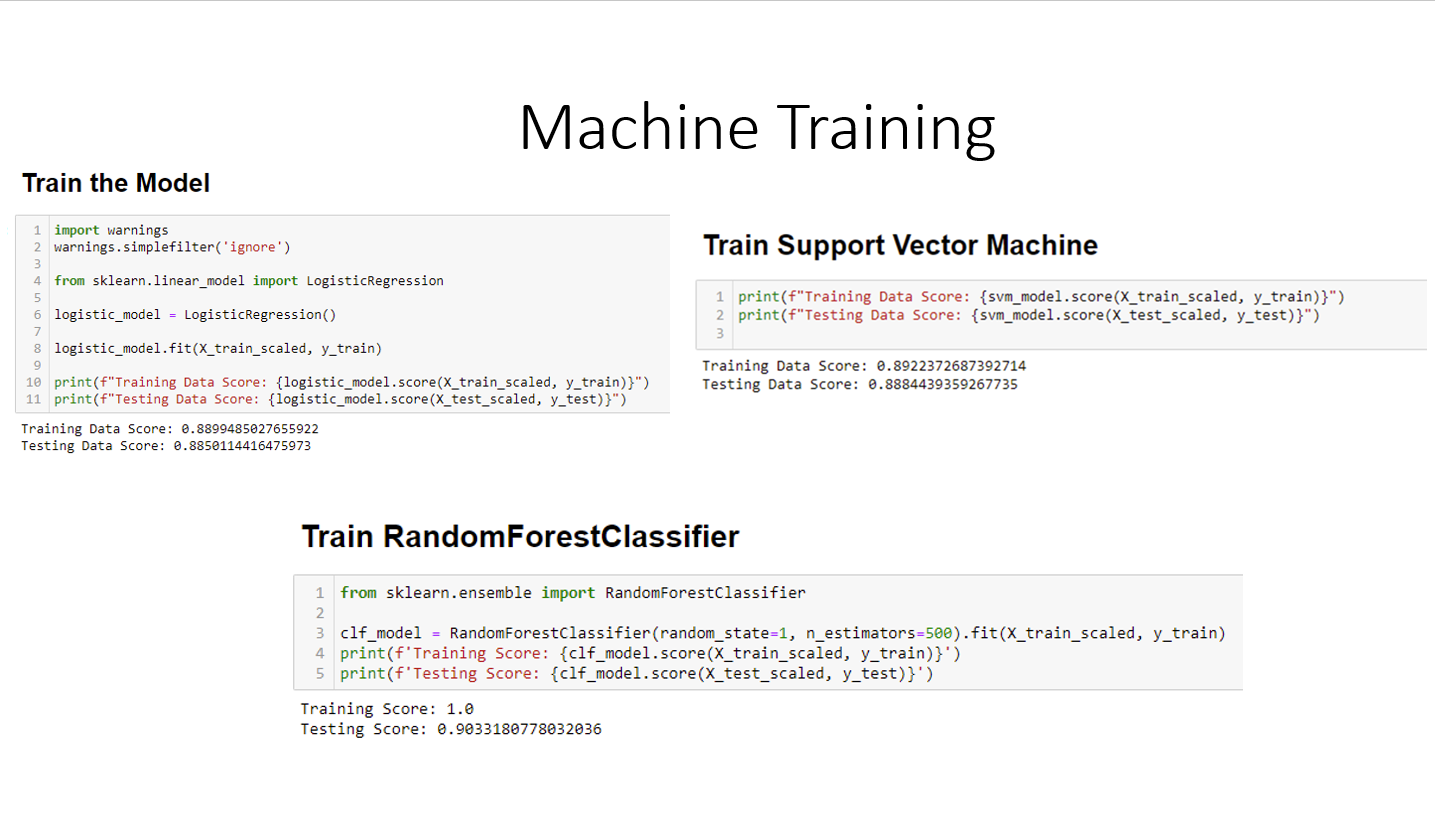 Machine Training
Train the Model
1 import warnings
2 warnings.simplefilter('ignore')
3
4 from sklearn.linear_model import LogisticRegression
5
6 logistic_model = LogisticRegression()
7
8 logistic_model.fit(X_train_scaled, y_train)
9
10 print(f"Training Data Score: {logistic_model.score(X_train_scaled, y_train)}")
11 print(f"Testing Data Score: {logistic_model.score(X_test_scaled, y_test)}")
Training Data Score: 0.8899485027655922
Testing Data Score: 0.8850114416475973
Train Support Vector Machine
1 print(f"Training Data Score: {svm_model.score(X_train_scaled, y_train)}")
2 print(f"Testing Data Score: {svm_model.score(X_test_scaled, y_test)}")
3
Training Data Score: 0.8922372687392714
Testing Data Score: 0.8884439359267735
Train RandomForestClassifier
1 from sklearn.ensemble import RandomForestClassifier
2
3 clf_model = RandomForestClassifier(random_state=1, n_estimators=500).fit(X_train_scaled, y_train)
4 print(f'Training Score: {clf_model.score(X_train_scaled, y_train)}')
5 print(f'Testing Score: {clf_model.score(X_test_scaled, y_test)}')
Training Score: 1.0
Testing Score: 0.9033180778032036